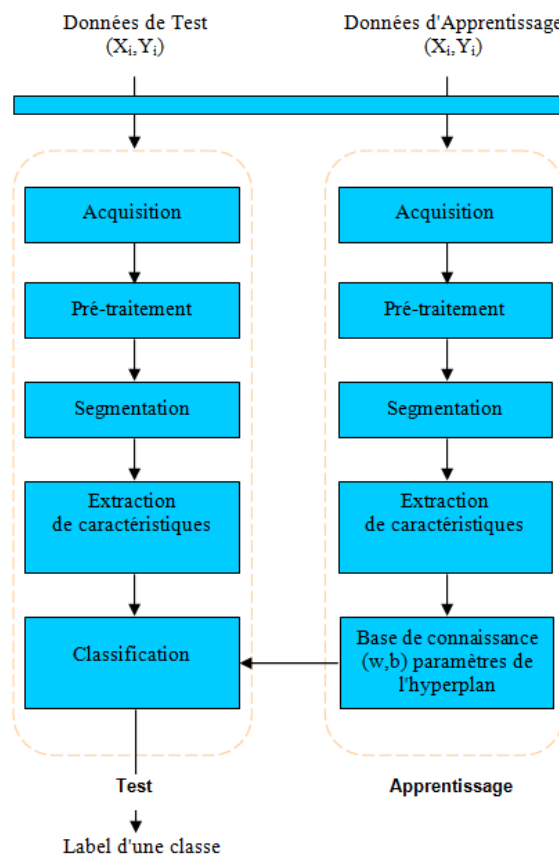 Données de Test
(Xi,Yi)
Données d'Apprentissage
(Xi,Yi)
Acquisition
Pré-traitement
Segmentation
Extraction
de caractéristiques
Classification
Test
Label d'une classe
Acquisition
Pré-traitement
Segmentation
Extraction
de caractéristiques
Base de connaissance
(w,b) paramètres de
l'hyperplan
Apprentissage